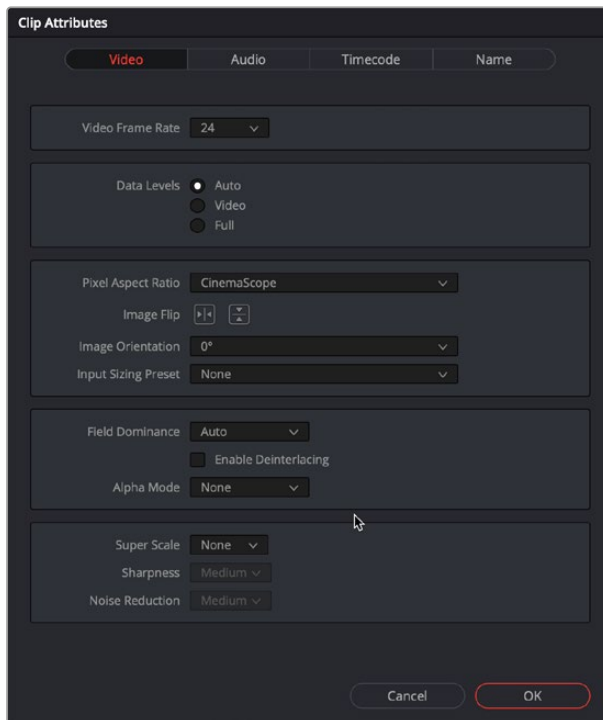 Clip Attributes
Video Audio Timecode Name
Video Frame Rate 24
Data Levels Auto
Video
Full
Pixel Aspect Ratio CinemaScope
Image Flip
Image Orientation 0°
Input Sizing Preset None
Field Dominance Auto
Enable Deinterlacing
Alpha Mode None
Super Scale None
Sharpness Medium
Noise Reduction Medium
Cancel OK